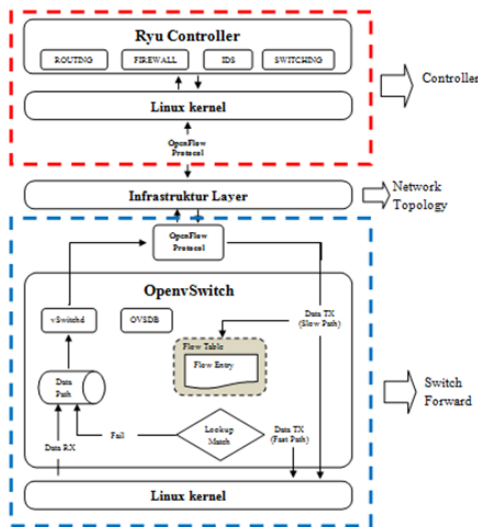 Ryu Controller
ROUTING
FIREWALL
IDS
SWITCHING
Linux kernel
Controller
OpenFlow
Protocol
Infrastruktur Layer
Network
Topology
OpenFlow
Protocol
OpenvSwitch
vSwitchd
OVSDB
Data TX
(Slow Path)
Flow Table
Flow Entry
Data
Path
Switch
Forward
Fail
Lookup
Match
Data TX
(Fast Path)
Data RX
Linux kernel